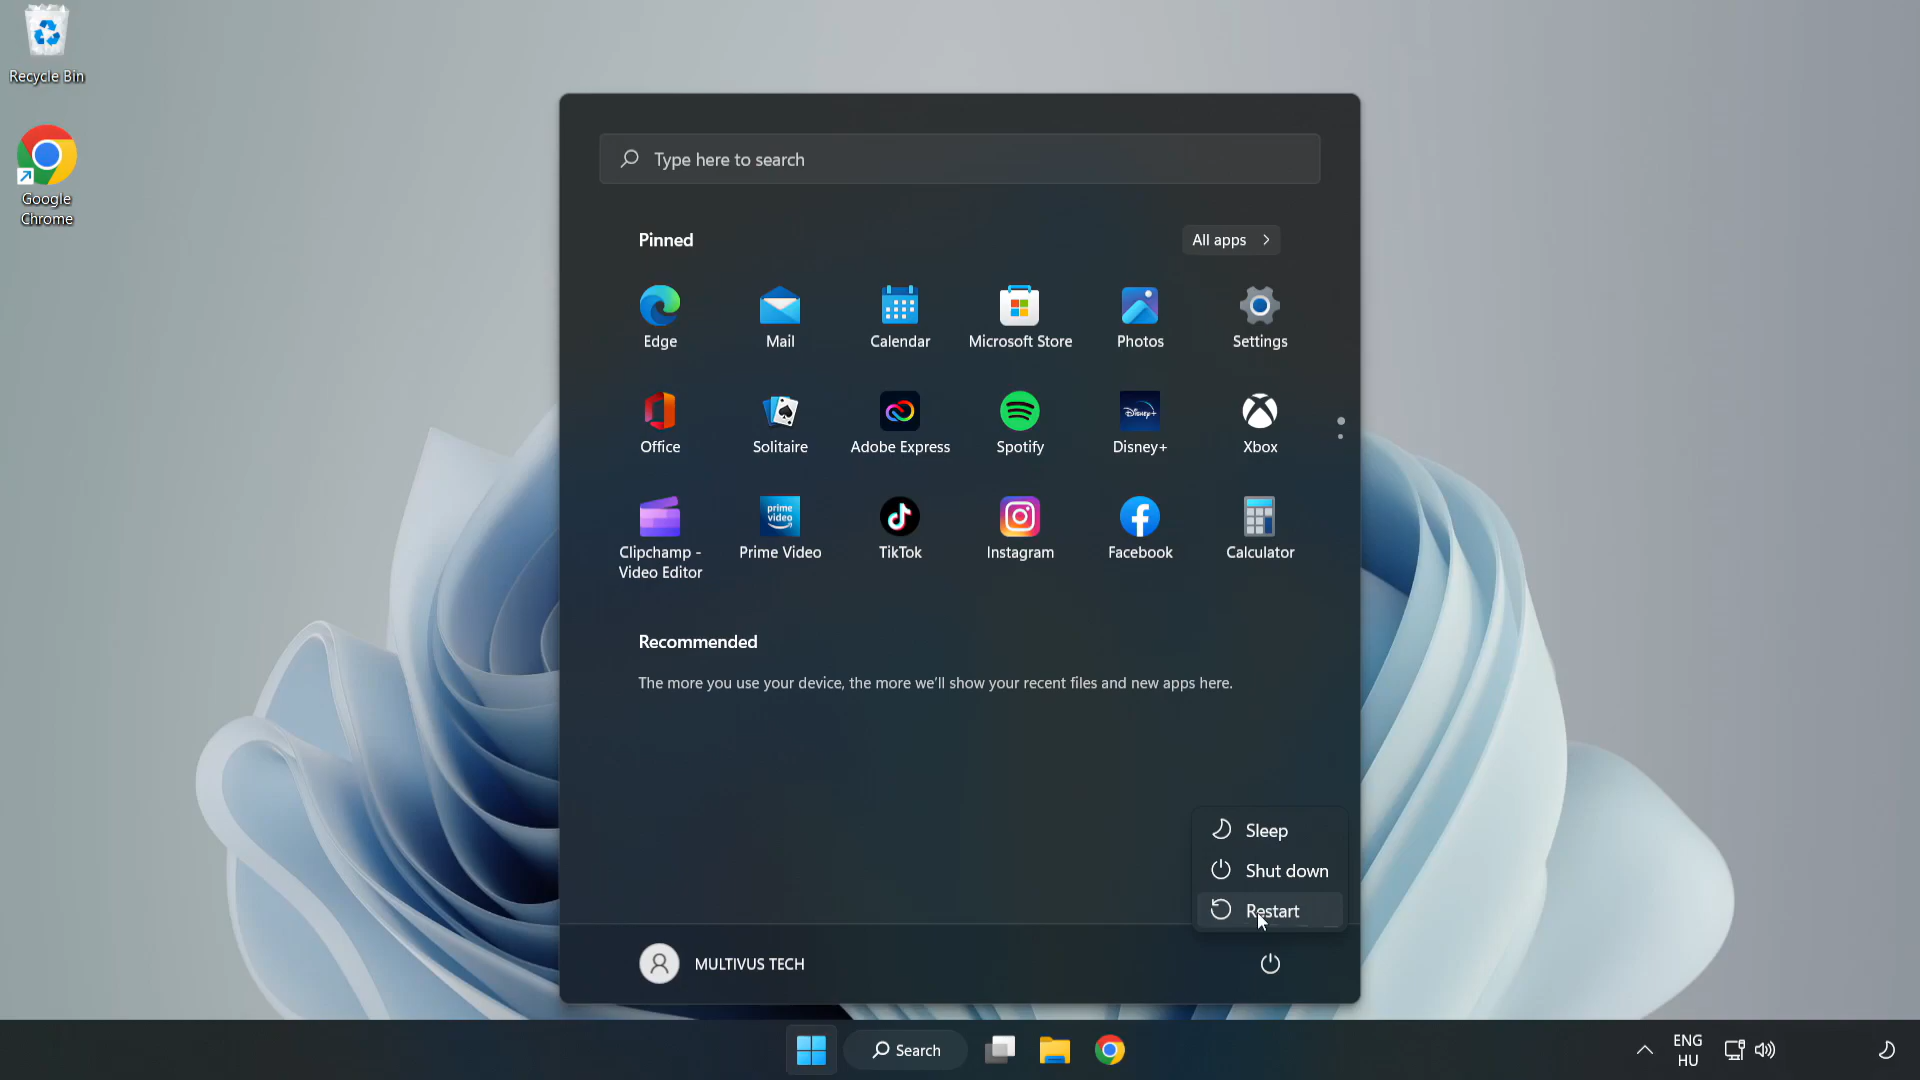 Recycle Bin
Google
Chrome
Type here to search
Pinned
All apps
Edge
Mail
Calendar
Microsoft Store
Photos
Settings
Office
Solitaire
Adobe Express
Spotify
Disney+
Disney+
Xbox
prime
video
Clipchamp -
Video Editor
Prime Video
TikTok
Instagram
Facebook
Calculator
Recommended
The more you use your device, the more we'll show your recent files and new apps here.
Sleep
Shut down
Restart
MULTIVUS TECH
Search
ENG
HU